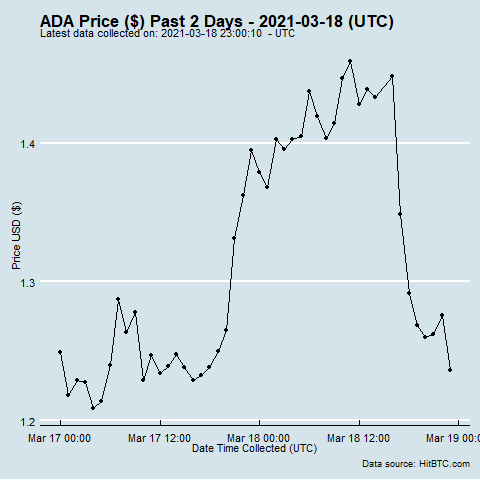 ADA Price ($) Past 2 Days - 2021-03-18 (UTC)
Latest data collected on: 2021-03-18 23:00:10 - UTC
1.4
1.3
1.2
Price USD ($)
Mar 17 00:00 Mar 17 12:00 Mar 18 00:00 Mar 18 12:00 Mar 19 00:
Date Time Collected (UTC)
Data source: HitBTC.com